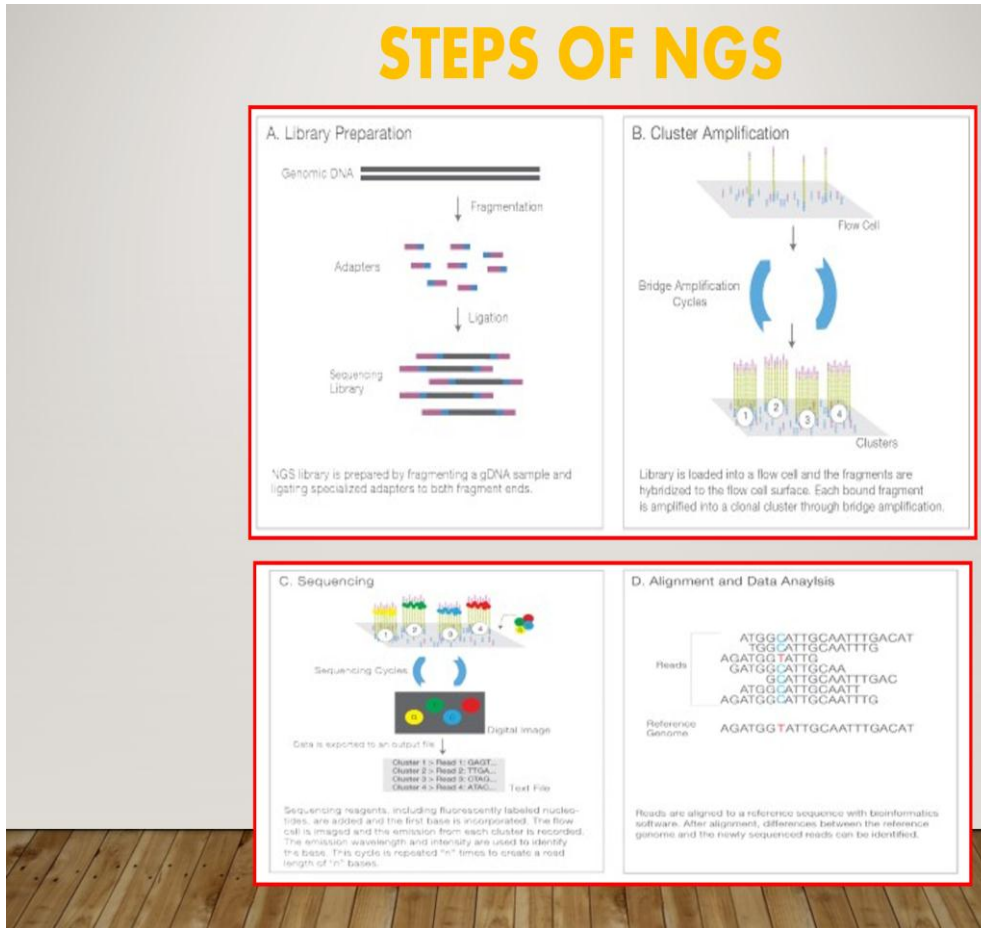 STEPS OF NGS
A. Library Preparation
Genomic DNA
Fragmentation
Adapters
Ligation
Sequencing
Library
NGS library is prepared by fragmenting a gDNA sample and
ligating specialized adapters to both fragment ends.
B. Cluster Amplification
Flow Cell
Bridge Amplification
Cycles
1
2
3
4
Clusters
Library is loaded into a flow cell and the fragments are
hybridized to the flow cell surface. Each bound fragment
is amplified into a clonal cluster through bridge amplification.
C. Sequencing
1
2
3
4
Sequencing Cycles
Digital Image
Data is exported to an output file
Cluster 1 > Read 1: GAGT...
Cluster 2 > Read 2: TTGA...
Cluster 3 > Read 3: CTAG...
Cluster 4 > Read 4: ATAC...
Text File
Sequencing reagents, including fluorescently labeled nucleo-
tides, are added and the first base is incorporated. The flow
cell is imaged and the emission from each cluster is recorded.
The emission wavelength and intensity are used to identify
the base. This cycle is repeated "n" times to create a read
length of "n" bases.
D. Alignment and Data Anaylsis
ATGGCATTGCAATTTGACAT
TGGCATTGCAATTTG
AGATGGTATTG
Reads
GATGGCATTGCAA
GCATTGCAATTTGAC
ATGGCATTGCAATT
AGATGGCATTGCAATTTG
Reference
Genome
AGATGGTATTGCAATTTGACAT
Reads are aligned to a reference sequence with bioinformatics
software. After alignment, differences between the reference
genome and the newly sequenced reads can be identified.